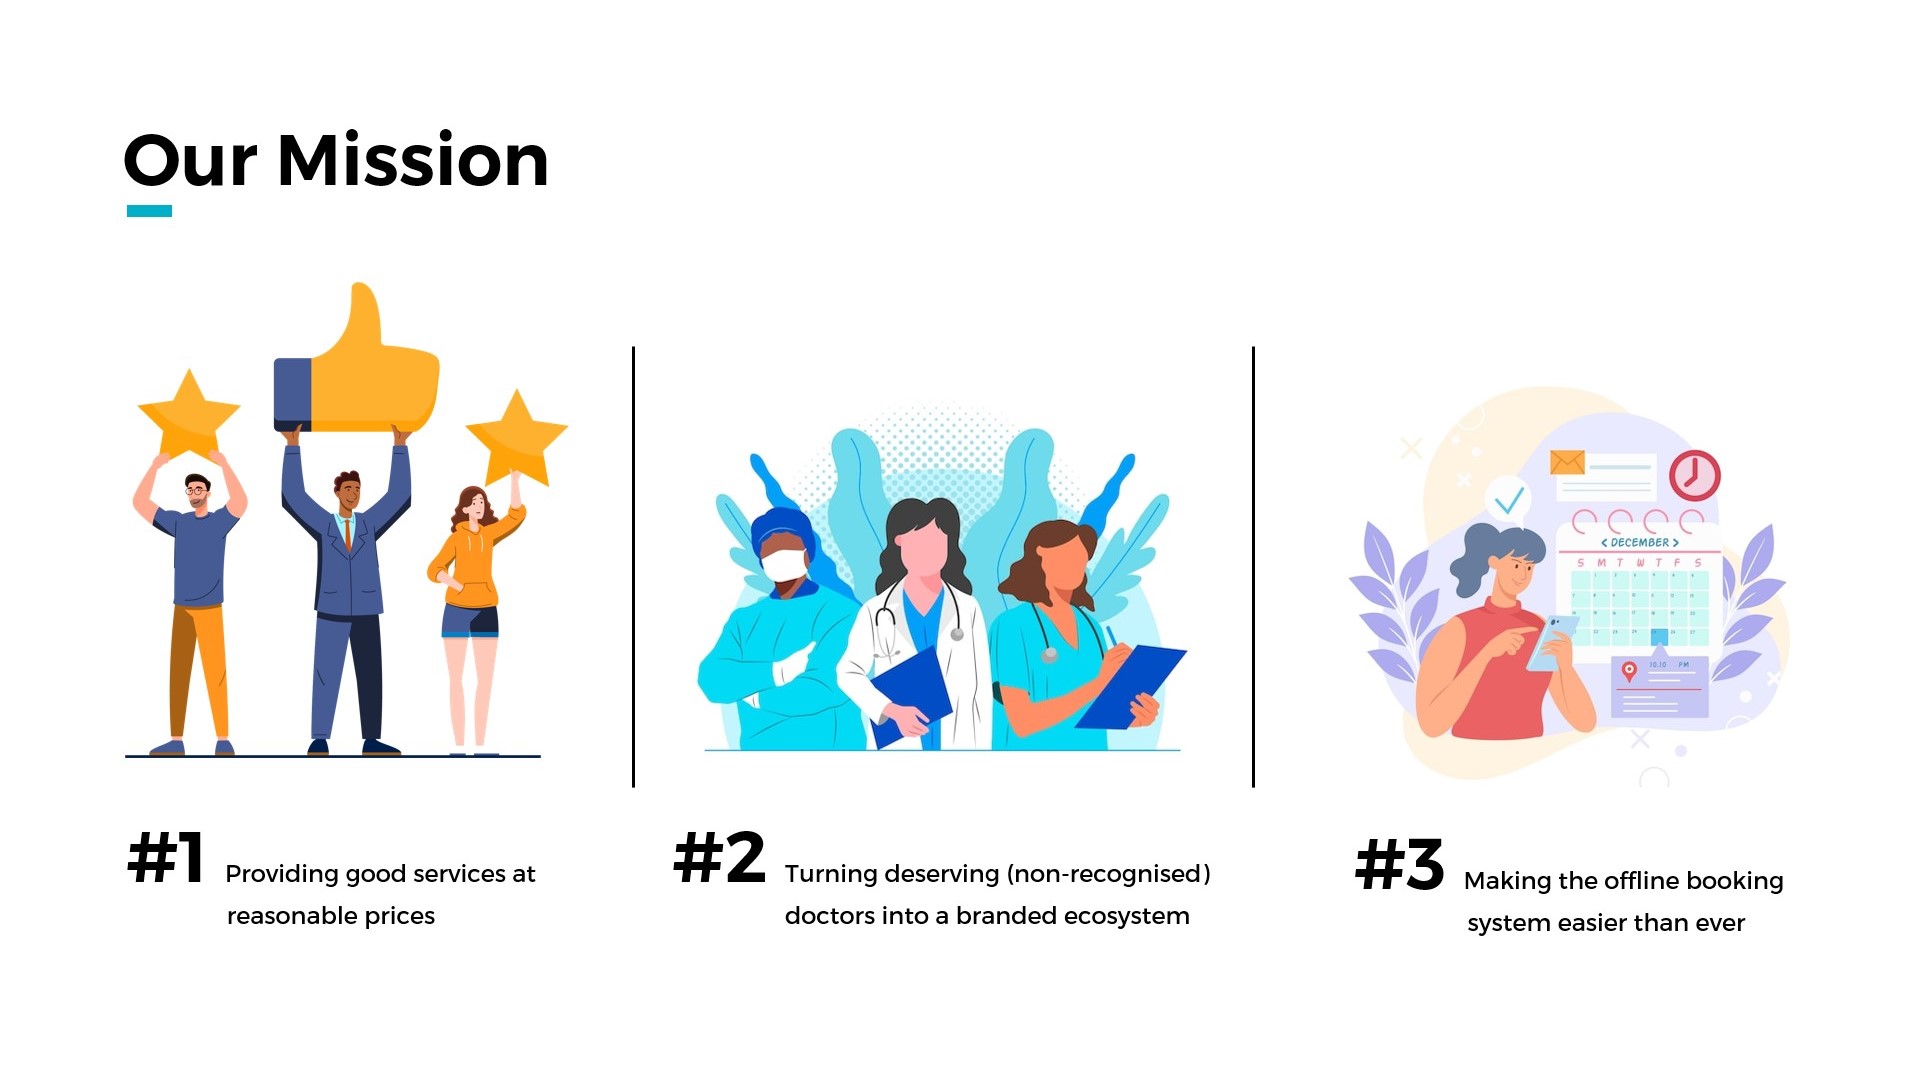 Our Mission
< DECEMBER >
S M T W T F S
10.10 PM
#1 Providing good services at
reasonable prices
#2 Turning deserving (non-recognised)
doctors into a branded ecosystem
#3 Making the offline booking
system easier than ever